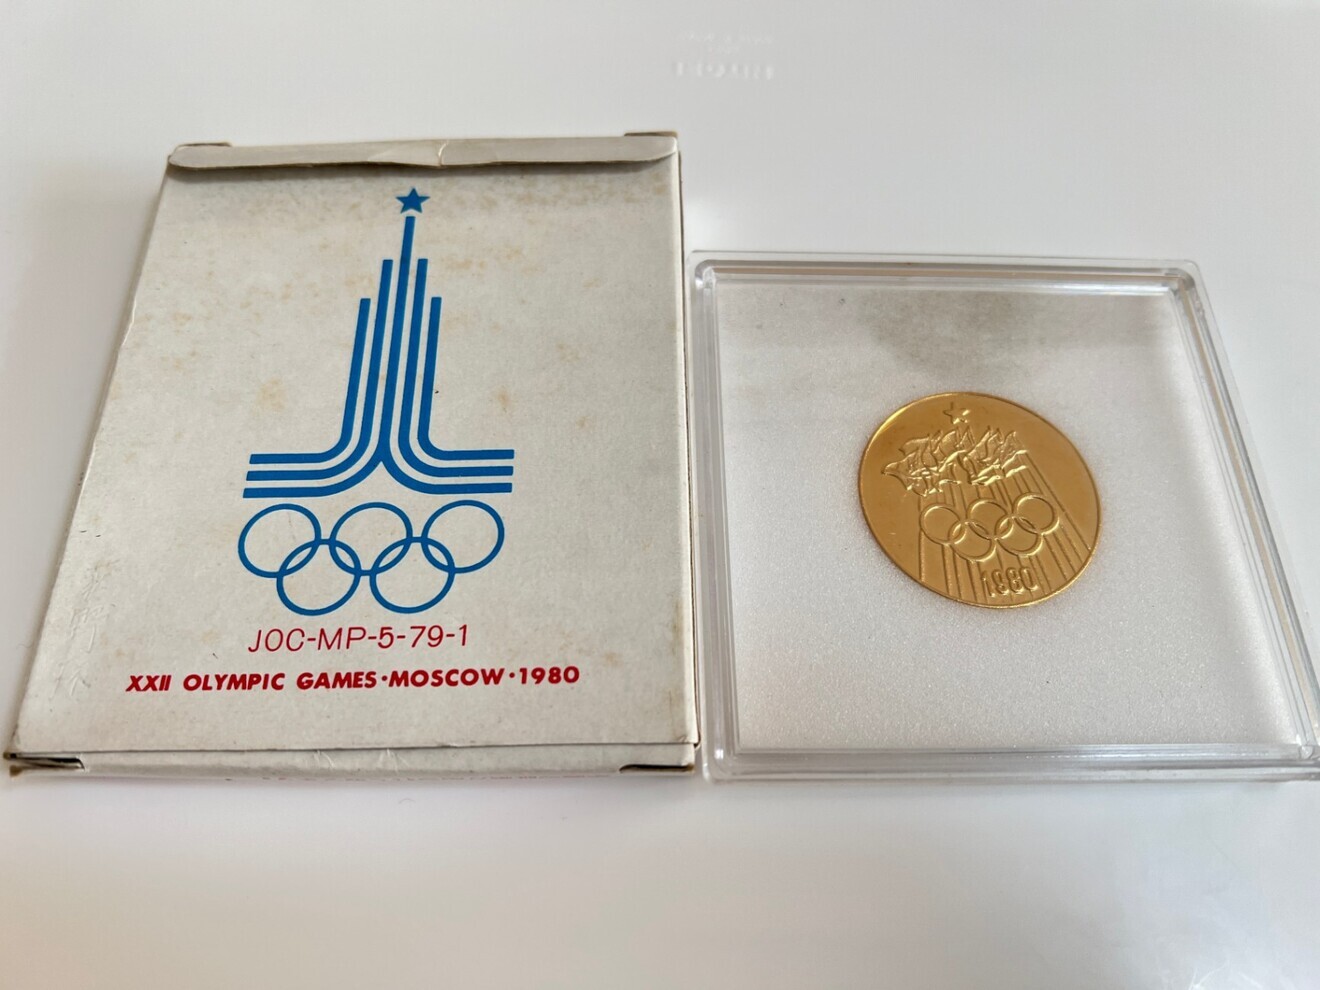 JOC-MP-5-79-1
XXII OLYMPIC GAMES·MOSCOW·1980
1980